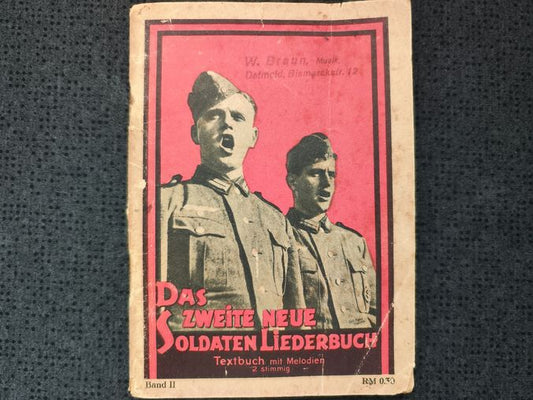 W. Braun, Musik,
Detmold, Bismarckstr. 12
DAS
ZWEITE NEUE
SOLDATEN LIEDERBUCH
Textbuch mit Melodien
2 stimmig
Band II
RM 0.50